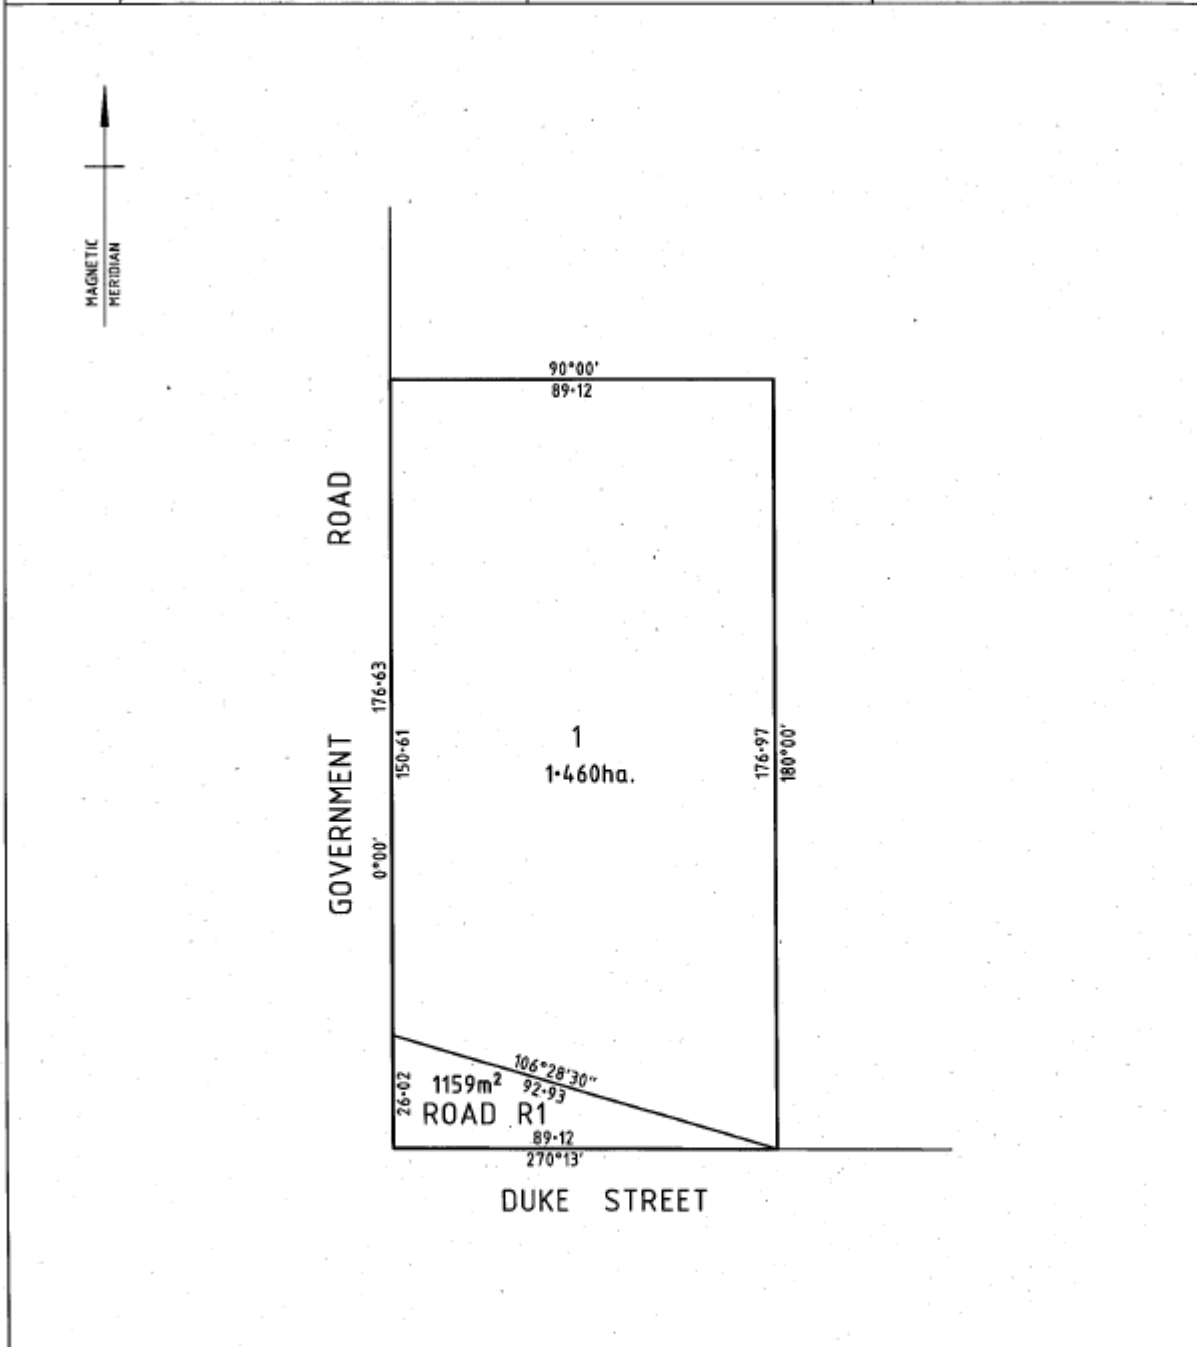 MAGNETIC
MERIDIAN
90°00'
89·12
ROAD
GOVERNMENT
176·63
0°00'
150·61
1
1·460ha.
176·97
180°00'
106°28'30"
92·93
26·02
1159m²
ROAD R1
89·12
270°13'
DUKE STREET